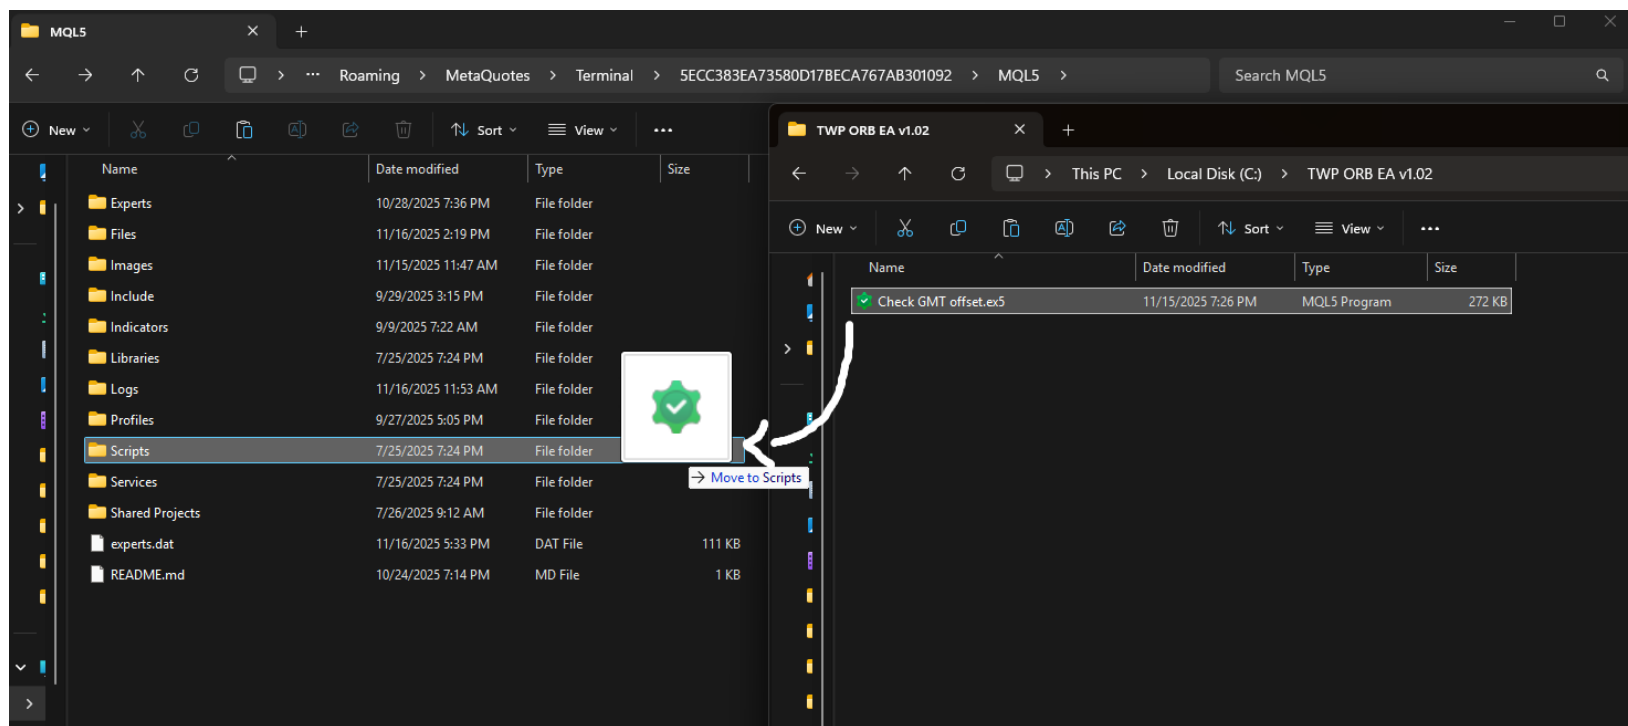 MQL5
Roaming > MetaQuotes > Terminal > 5ECC383EA73580D17BECA767AB301092 > MQL5 >
Search MQL5
New
Sort
View
Name Date modified Type Size
Experts 10/28/2025 7:36 PM File folder
Files 11/16/2025 2:19 PM File folder
Images 11/15/2025 11:47 AM File folder
Include 9/29/2025 3:15 PM File folder
Indicators 9/9/2025 7:22 AM File folder
Libraries 7/25/2025 7:24 PM File folder
Logs 11/16/2025 11:53 AM File folder
Profiles 9/27/2025 5:05 PM File folder
Scripts 7/25/2025 7:24 PM File folder
Services 7/25/2025 7:24 PM File folder
Shared Projects 7/26/2025 9:12 AM File folder
experts.dat 11/16/2025 5:33 PM DAT File 111 KB
README.md 10/24/2025 7:14 PM MD File 1 KB
Move to Scripts
TWP ORB EA v1.02
This PC > Local Disk (C:) > TWP ORB EA v1.02
New
Sort
View
Name Date modified Type Size
Check GMT offset.ex5 11/15/2025 7:26 PM MQL5 Program 272 KB